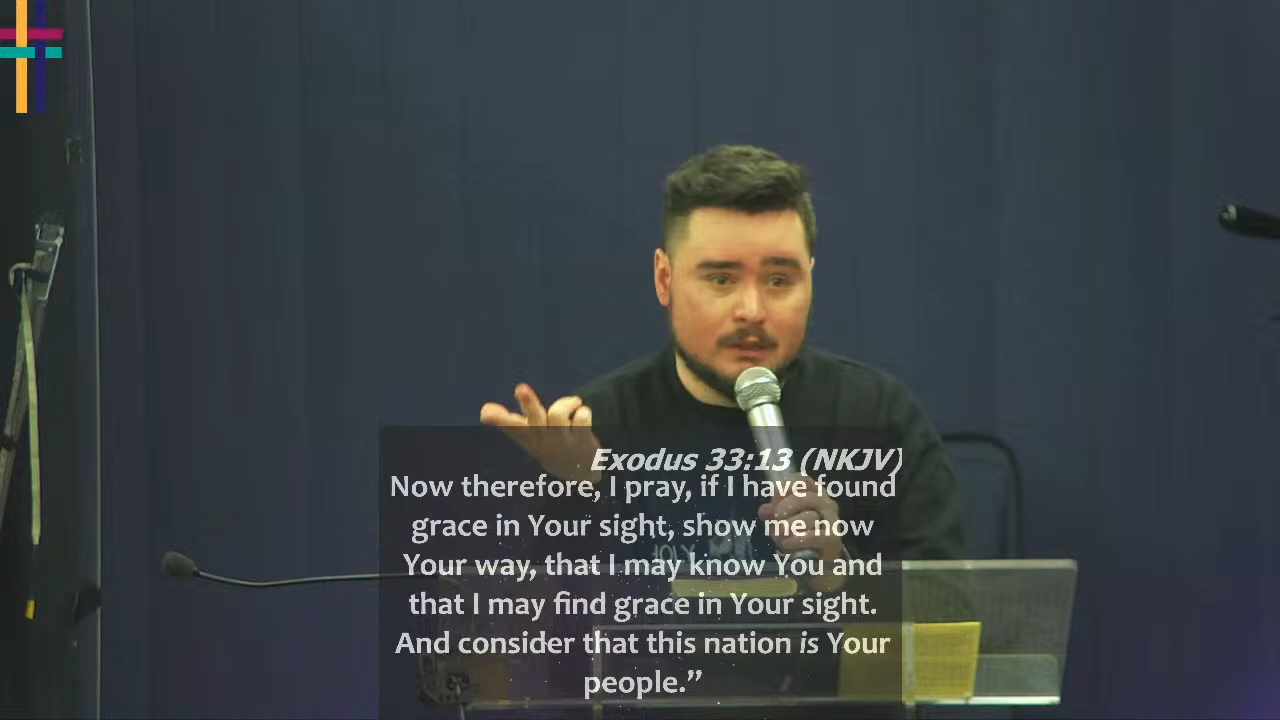 Exodus 33:13 (NKJV)
Now therefore, I pray, if I have found
grace in Your sight, show me now
Your way, that I may know You and
that I may find grace in Your sight.
And consider that this nation is Your
people.”